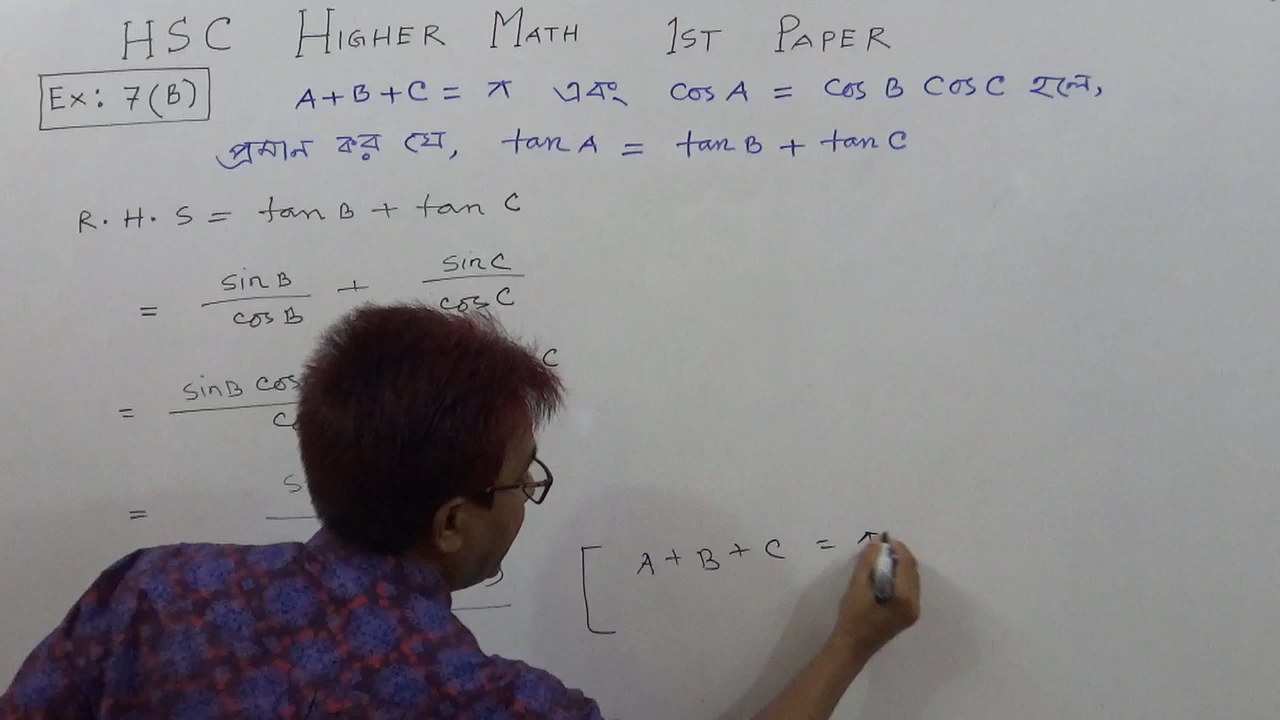 HSC HIGHER MATH 1ST PAPER
Ex: 7(B) A+B+C = π এবং cos A = cos B cos C হলে,
প্রমান কর যে, tan A = tan B + tan C
R.H.S = tan B + tan C
= sin B / cos B + sin C / cos C
= sin B cos C
=
[ A + B + C = π